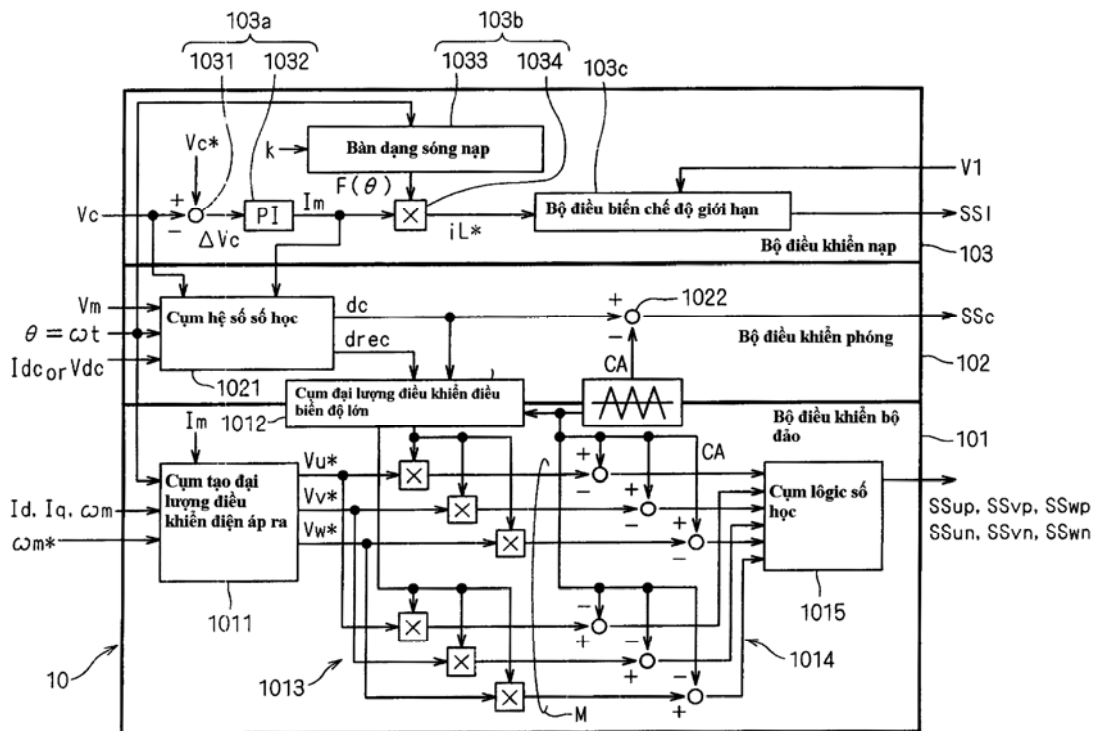 103a
103b
1031
1032
1033
1034
103c
Vc*
k
Bàn dạng sóng nạp
V1
F(θ)
Vc
+
−
PI
Im
×
Bộ điều biến chế độ giới hạn
SSl
ΔVc
iL*
Bộ điều khiển nạp
103
Vm
Cụm hệ số số học
dc
+
1022
SSc
θ=ωt
drec
−
Bộ điều khiển phóng
Idc or Vdc
CA
102
1021
Cụm đại lượng điều khiển điều
biến độ lớn
1012
Bộ điều khiển bộ
đảo
Im
101
Cụm tạo đại
lượng điều
khiển điện áp ra
Vu*
×
+
−
CA
Cụm lôgic số
học
Id, Iq, ωm
Vv*
×
+
−
SSup, SSvp, SSwp
ωm*
Vw*
×
+
−
SSun, SSvn, SSwn
1011
1015
×
−
+
×
−
+
1014
10
1013
×
−
+
M